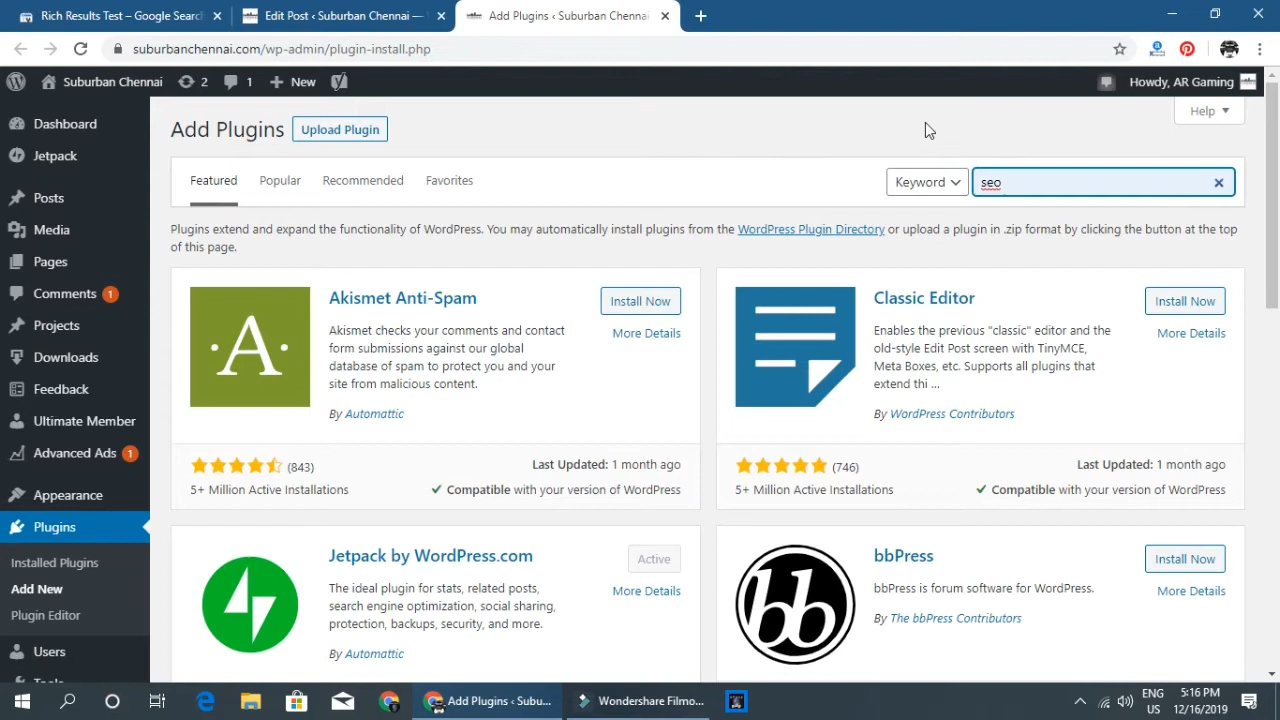 Rich Results Test – Google Search
Edit Post ‹ Suburban Chennai —
Add Plugins ‹ Suburban Chennai
suburbanchennai.com/wp-admin/plugin-install.php
Suburban Chennai
2
1
New
Howdy, AR Gaming
Dashboard
Jetpack
Posts
Media
Pages
Comments 1
Projects
Downloads
Feedback
Ultimate Member
Advanced Ads 1
Appearance
Plugins
Installed Plugins
Add New
Plugin Editor
Users
Tools
Help
Add Plugins
Upload Plugin
Featured
Popular
Recommended
Favorites
Keyword
seo
Plugins extend and expand the functionality of WordPress. You may automatically install plugins from the WordPress Plugin Directory or upload a plugin in .zip format by clicking the button at the top
of this page.
A
Akismet Anti-Spam
Install Now
More Details
Akismet checks your comments and contact
form submissions against our global
database of spam to protect you and your
site from malicious content.
By Automattic
(843)
5+ Million Active Installations
Last Updated: 1 month ago
Compatible with your version of WordPress
Classic Editor
Install Now
More Details
Enables the previous "classic" editor and the
old-style Edit Post screen with TinyMCE,
Meta Boxes, etc. Supports all plugins that
extend thi ...
By WordPress Contributors
(746)
5+ Million Active Installations
Last Updated: 1 month ago
Compatible with your version of WordPress
Jetpack by WordPress.com
Active
More Details
The ideal plugin for stats, related posts,
search engine optimization, social sharing,
protection, backups, security, and more.
By Automattic
bb
bbPress
Install Now
More Details
bbPress is forum software for WordPress.
By The bbPress Contributors
Add Plugins ‹ Subu...
Wondershare Filmo...
ENG
US
5:16 PM
12/16/2019